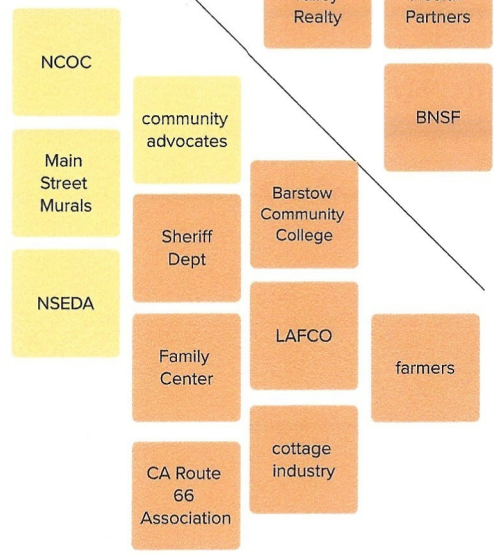 Realty
Partners
NCOC
BNSF
community
advocates
Main
Street
Murals
Barstow
Community
College
Sheriff
Dept
NSEDA
LAFCO
Family
Center
farmers
cottage
industry
CA Route
66
Association